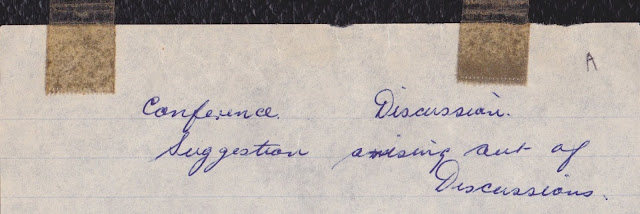 A
Conference. Discussion.
Suggestion arising out of
Discussions.